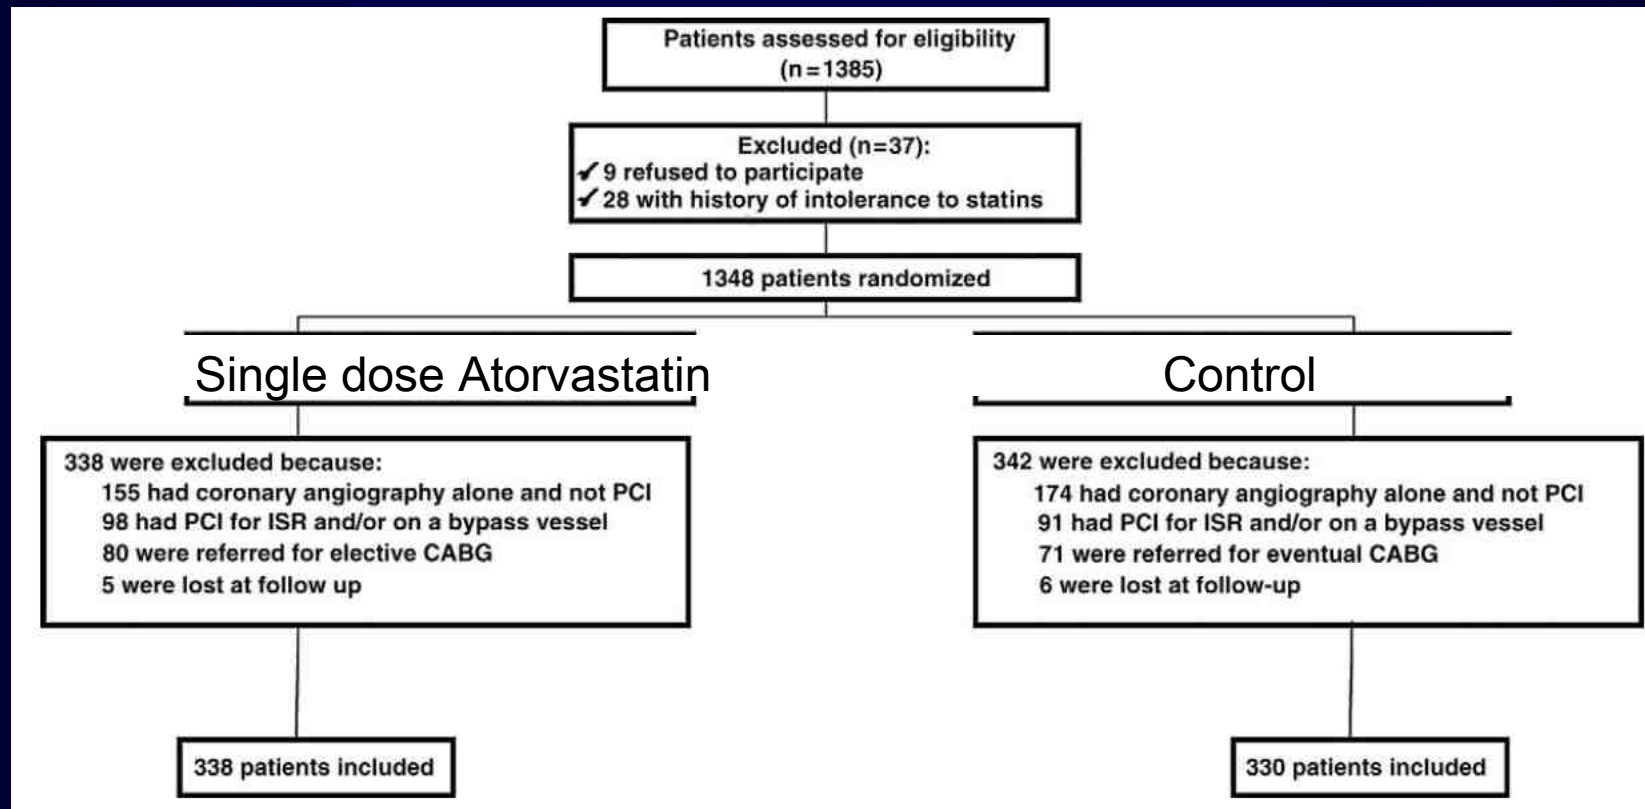 Patients assessed for eligibility
(n=1385)
Excluded (n=37):
✓ 9 refused to participate
✓ 28 with history of intolerance to statins
1348 patients randomized
Single dose Atorvastatin
Control
338 were excluded because:
155 had coronary angiography alone and not PCI
98 had PCI for ISR and/or on a bypass vessel
80 were referred for elective CABG
5 were lost at follow up
342 were excluded because:
174 had coronary angiography alone and not PCI
91 had PCI for ISR and/or on a bypass vessel
71 were referred for eventual CABG
6 were lost at follow-up
338 patients included
330 patients included